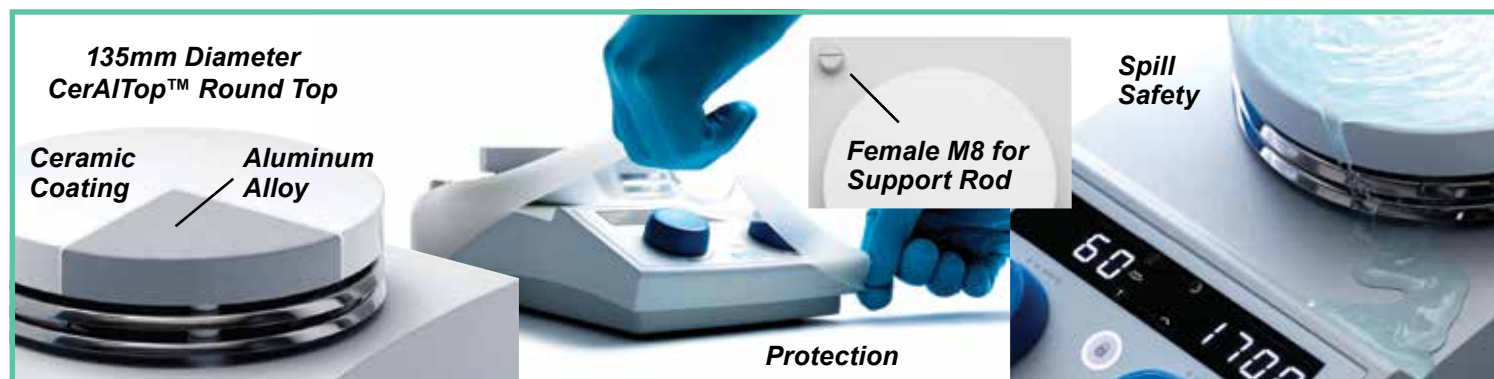 135mm Diameter
CerAlTop™ Round Top
Ceramic
Coating
Aluminum
Alloy
Protection
Female M8 for
Support Rod
Spill
Safety
60
1700